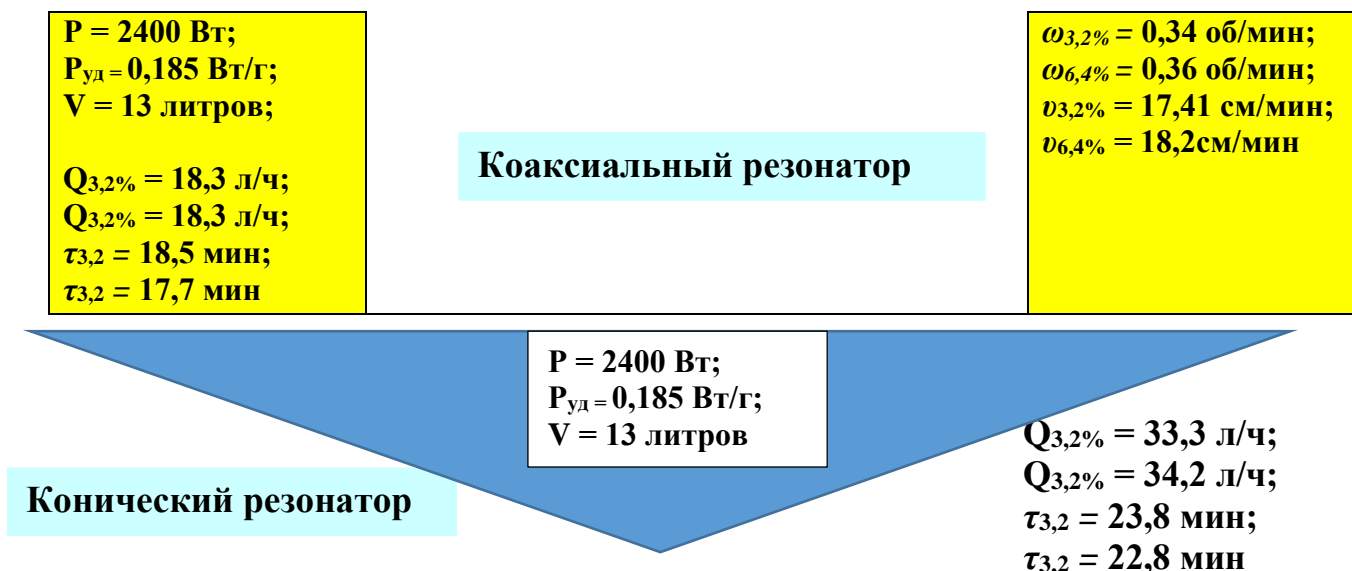 P = 2400 Вт;
Pуд = 0,185 Вт/г;
V = 13 литров;
Q3,2% = 18,3 л/ч;
Q3,2% = 18,3 л/ч;
τ3,2 = 18,5 мин;
τ3,2 = 17,7 мин
Коаксиальный резонатор
ω3,2% = 0,34 об/мин;
ω6,4% = 0,36 об/мин;
υ3,2% = 17,41 см/мин;
υ6,4% = 18,2см/мин
P = 2400 Вт;
Pуд = 0,185 Вт/г;
V = 13 литров
Конический резонатор
Q3,2% = 33,3 л/ч;
Q3,2% = 34,2 л/ч;
τ3,2 = 23,8 мин;
τ3,2 = 22,8 мин